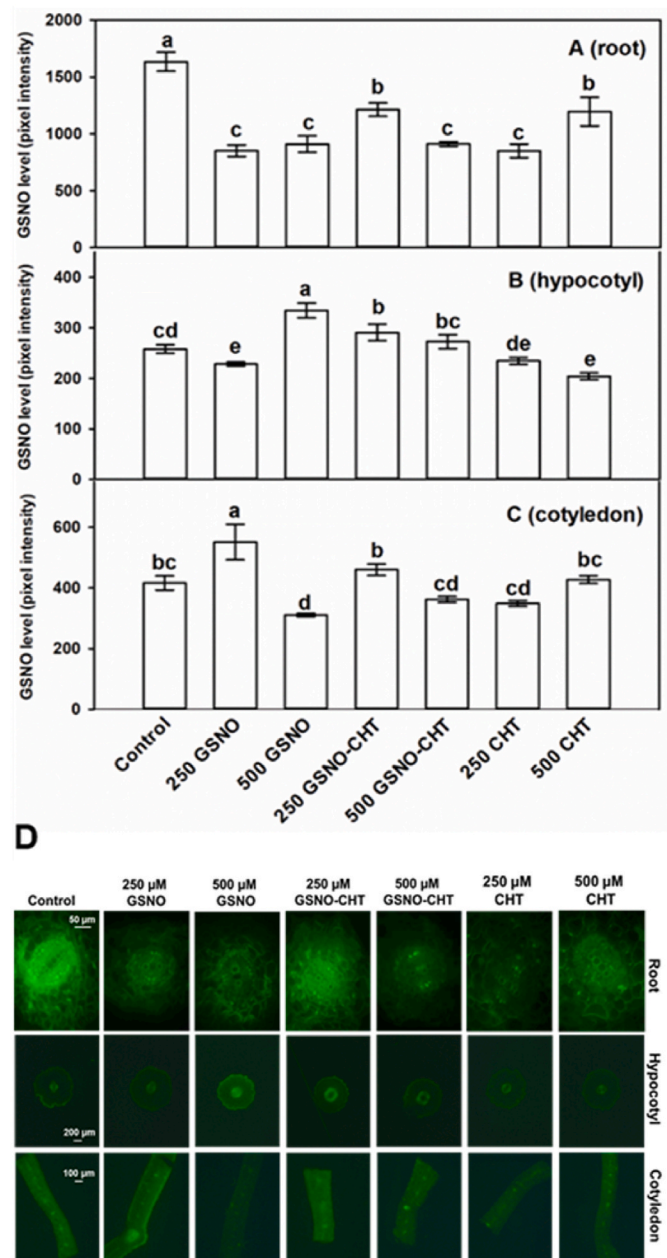 2000
1500
1000
500
0
GSNO level (pixel intensity)
A (root)
a
c
c
b
c
c
b
400
300
200
100
0
GSNO level (pixel intensity)
B (hypocotyl)
cd
e
a
b
bc
de
e
600
400
200
0
GSNO level (pixel intensity)
C (cotyledon)
bc
a
d
b
cd
cd
bc
Control
250 GSNO
500 GSNO
250 GSNO-CHT
500 GSNO-CHT
250 CHT
500 CHT
D
Control
250 µM
GSNO
500 µM
GSNO
250 µM
GSNO-CHT
500 µM
GSNO-CHT
250 µM
CHT
500 µM
CHT
50 µm
Root
200 µm
Hypocotyl
100 µm
Cotyledon